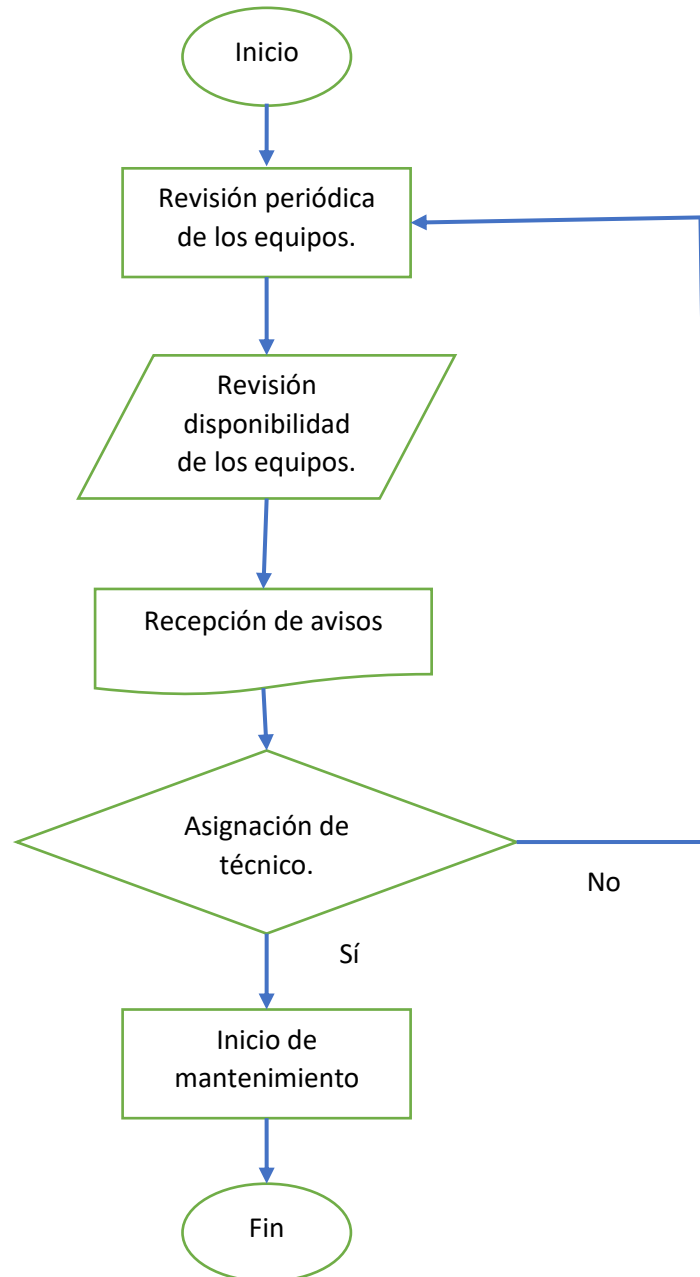 Inicio
Revisión periódica
de los equipos.
Revisión
disponibilidad
de los equipos.
Recepción de avisos
Asignación de
técnico.
No
Sí
Inicio de
mantenimiento
Fin